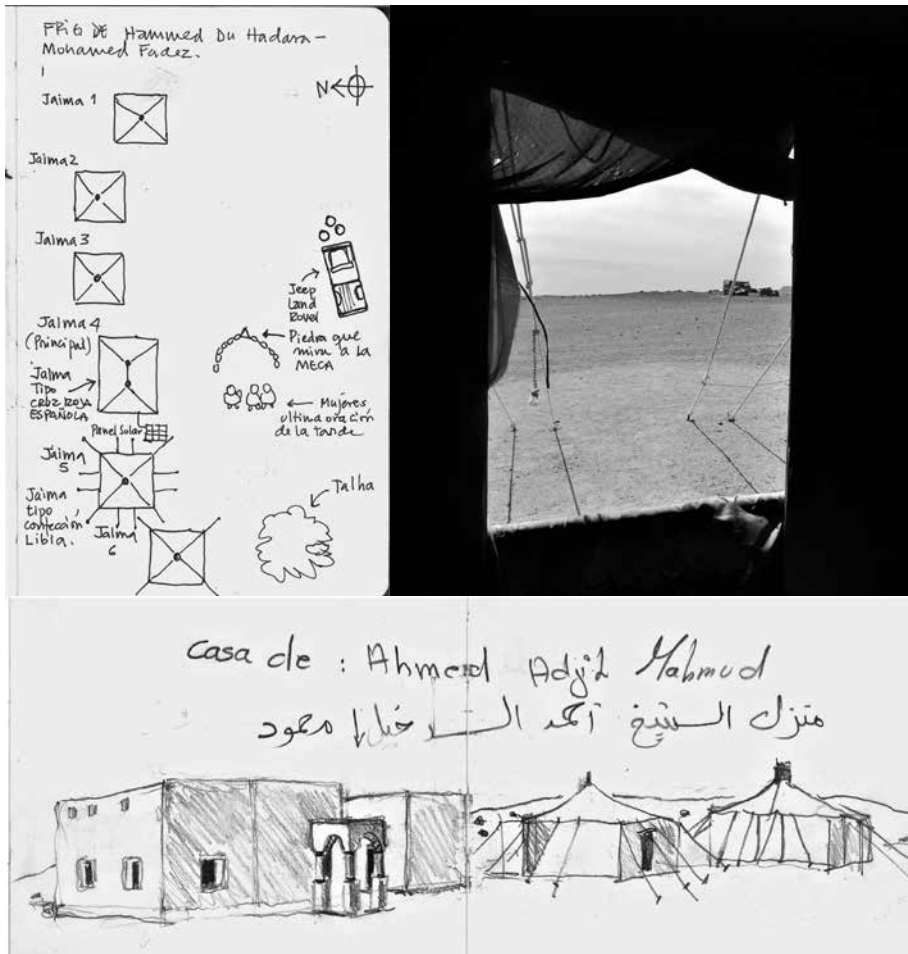 FRIG DE Hammed Du Hadara –
Mohamed Fadez.
N
Jaima 1
Jaima 2
Jaima 3
Jeep
Land
Rover
Jaima 4
(Principal)
Jaima
Tipo
CRUZ ROJA
ESPAÑOLA
Piedra que
mira a la
MECA
Mujeres
ultima oración
de la tarde
Panel Solar
Jaima
5
Jaima
tipo
confección
Libia.
Jaima
6
Talha
casa de : Ahmed Adjil Mahmud
منزل الشيخ أحمد محمود